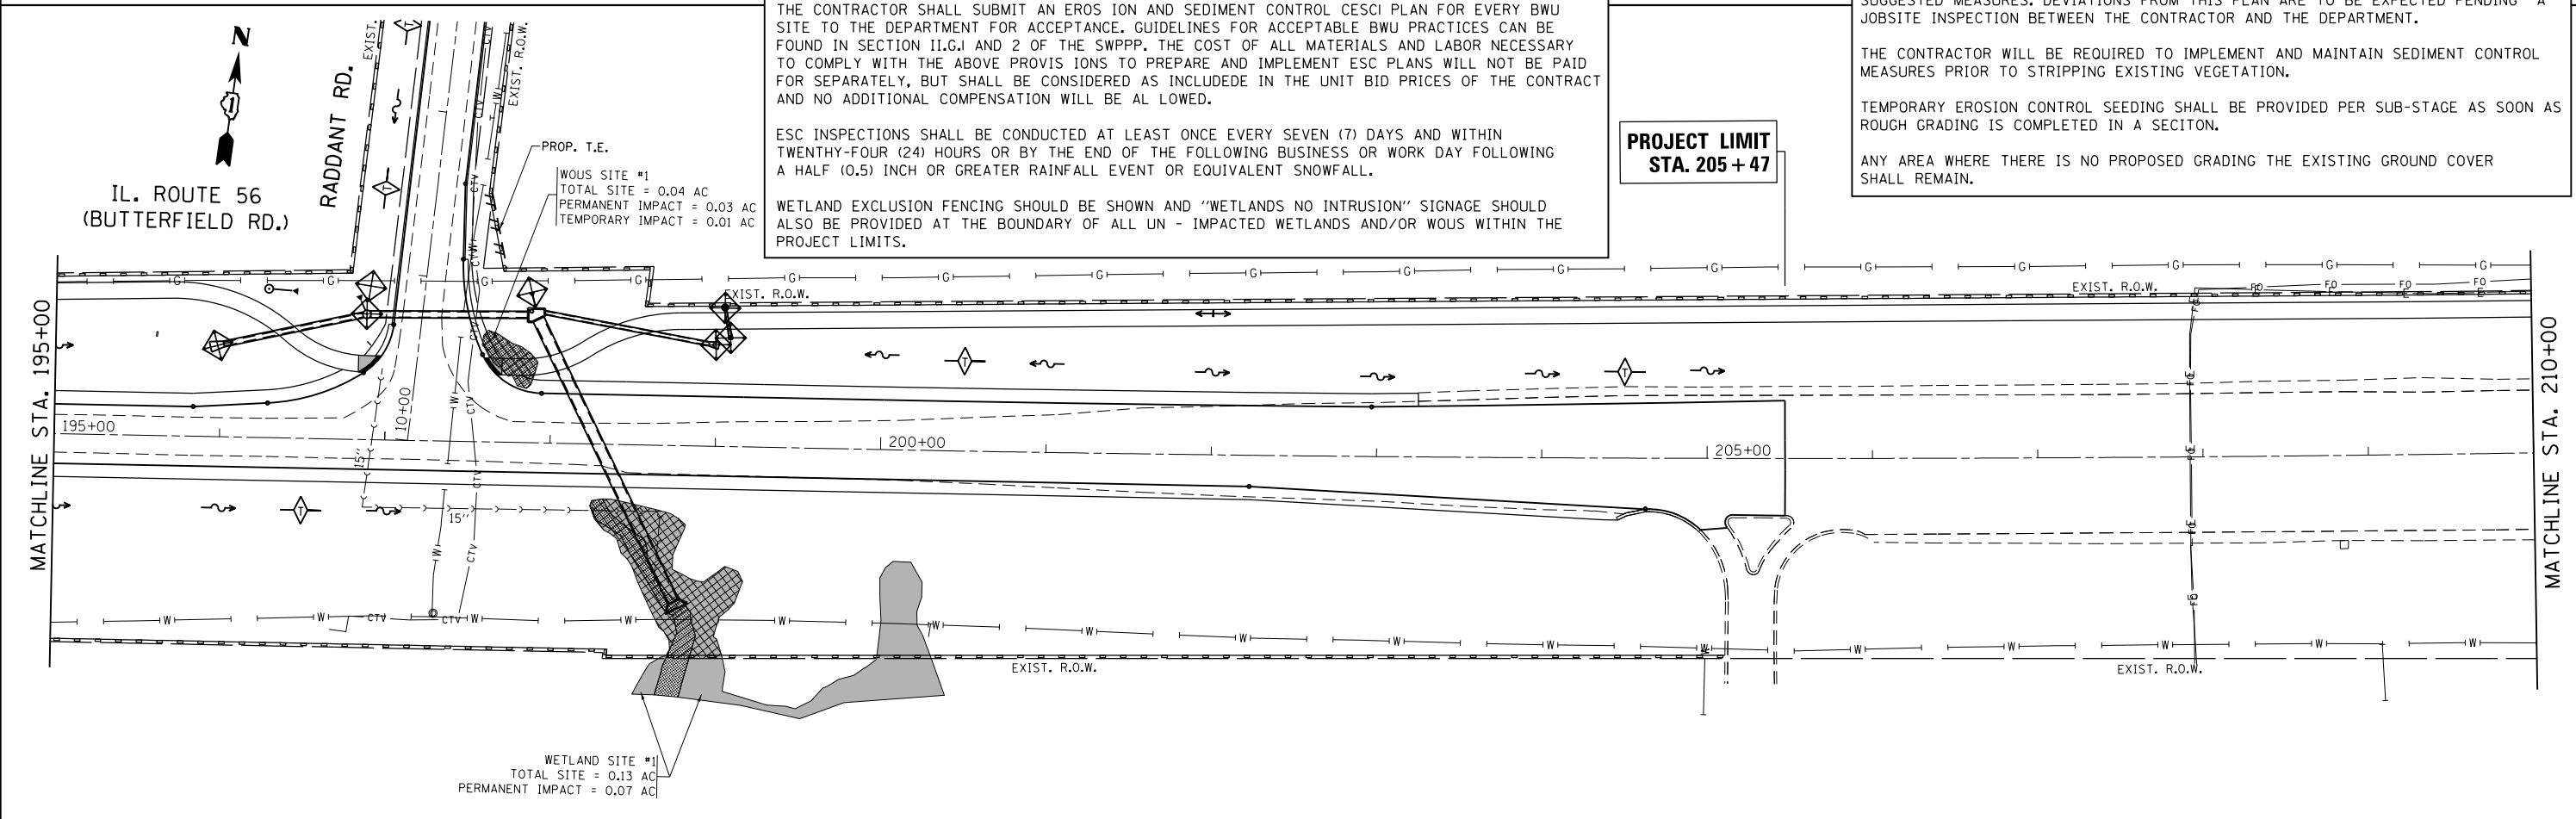 THE CONTRACTOR SHALL SUBMIT AN EROS ION AND SEDIMENT CONTROL CESCI PLAN FOR EVERY BWU
SITE TO THE DEPARTMENT FOR ACCEPTANCE. GUIDELINES FOR ACCEPTABLE BWU PRACTICES CAN BE
FOUND IN SECTION II.G.I AND 2 OF THE SWPPP. THE COST OF ALL MATERIALS AND LABOR NECESSARY
TO COMPLY WITH THE ABOVE PROVIS IONS TO PREPARE AND IMPLEMENT ESC PLANS WILL NOT BE PAID
FOR SEPARATELY, BUT SHALL BE CONSIDERED AS INCLUDEDE IN THE UNIT BID PRICES OF THE CONTRACT
AND NO ADDITIONAL COMPENSATION WILL BE AL LOWED.
ESC INSPECTIONS SHALL BE CONDUCTED AT LEAST ONCE EVERY SEVEN (7) DAYS AND WITHIN
TWENTHY-FOUR (24) HOURS OR BY THE END OF THE FOLLOWING BUSINESS OR WORK DAY FOLLOWING
A HALF (0.5) INCH OR GREATER RAINFALL EVENT OR EQUIVALENT SNOWFALL.
WETLAND EXCLUSION FENCING SHOULD BE SHOWN AND "WETLANDS NO INTRUSION" SIGNAGE SHOULD
ALSO BE PROVIDED AT THE BOUNDARY OF ALL UN - IMPACTED WETLANDS AND/OR WOUS WITHIN THE
PROJECT LIMITS.
SUGGESTED MEASURES. DEVIATIONS FROM THIS PLAN ARE TO BE EXPECTED PENDING A
JOBSITE INSPECTION BETWEEN THE CONTRACTOR AND THE DEPARTMENT.
THE CONTRACTOR WILL BE REQUIRED TO IMPLEMENT AND MAINTAIN SEDIMENT CONTROL
MEASURES PRIOR TO STRIPPING EXISTING VEGETATION.
TEMPORARY EROSION CONTROL SEEDING SHALL BE PROVIDED PER SUB-STAGE AS SOON AS
ROUGH GRADING IS COMPLETED IN A SECITON.
ANY AREA WHERE THERE IS NO PROPOSED GRADING THE EXISTING GROUND COVER
SHALL REMAIN.
PROJECT LIMIT
STA. 205+47
N
1
IL. ROUTE 56
(BUTTERFIELD RD.)
RADDANT RD.
EXIST.
EXIST. R.O.W.
PROP. T.E.
WOUS SITE #1
TOTAL SITE = 0.04 AC
PERMANENT IMPACT = 0.03 AC
TEMPORARY IMPACT = 0.01 AC
EXIST. R.O.W.
EXIST. R.O.W.
MATCHLINE STA. 195+00
195+00
10+00
200+00
205+00
15"
15"
MATCHLINE STA. 210+00
EXIST. R.O.W.
EXIST. R.O.W.
WETLAND SITE #1
TOTAL SITE = 0.13 AC
PERMANENT IMPACT = 0.07 AC